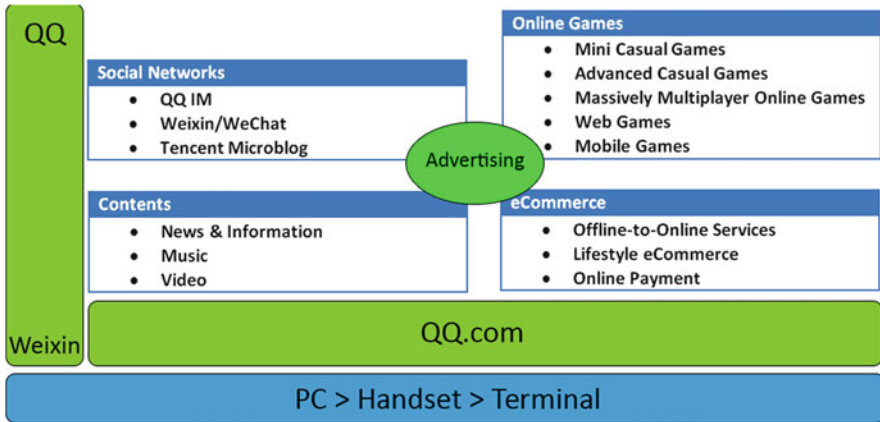 QQ
Weixin
Social Networks
• QQ IM
• Weixin/WeChat
• Tencent Microblog
Online Games
• Mini Casual Games
• Advanced Casual Games
• Massively Multiplayer Online Games
• Web Games
• Mobile Games
Advertising
Contents
• News & Information
• Music
• Video
eCommerce
• Offline-to-Online Services
• Lifestyle eCommerce
• Online Payment
QQ.com
PC > Handset > Terminal